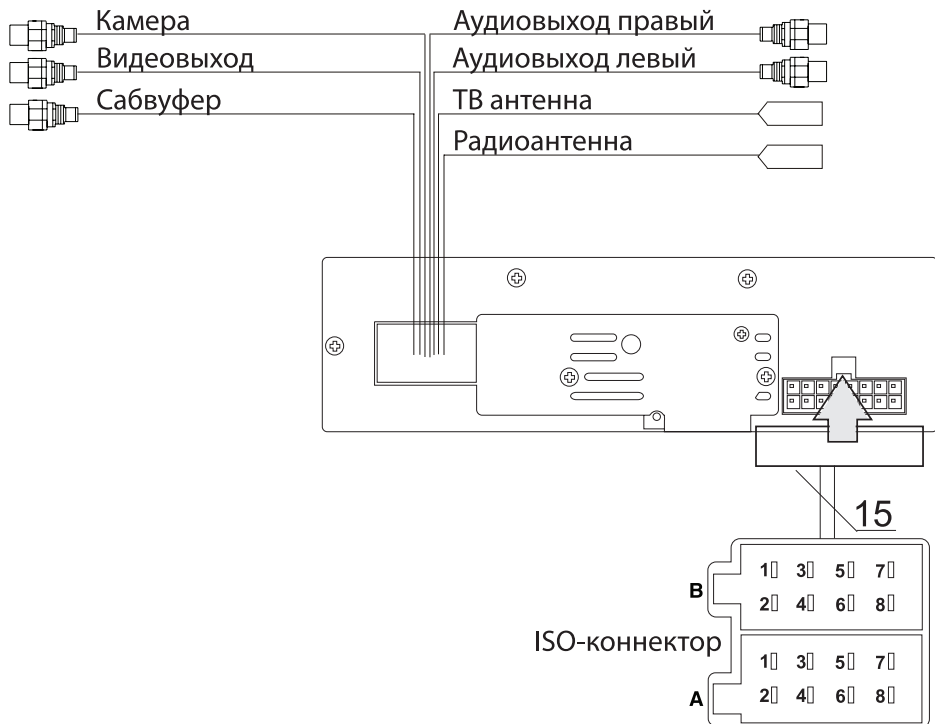 Камера
Видеовыход
Сабвуфер
Аудиовыход правый
Аудиовыход левый
ТВ антенна
Радиоантенна
15
B
1 3 5 7
2 4 6 8
ISO-коннектор
A
1 3 5 7
2 4 6 8